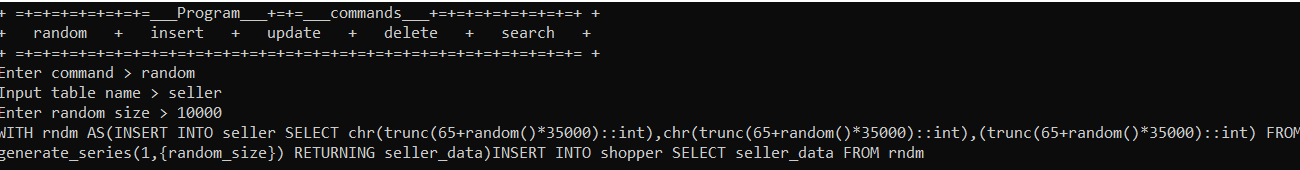 + =+=+=+=+=+=+=___Program___+=+=___commands___+=+=+=+=+=+=+=+ +
+   random   +   insert   +   update   +   delete   +   search   +
+ =+=+=+=+=+=+=+=+=+=+=+=+=+=+=+=+=+=+=+=+=+=+=+=+=+=+=+=+=+=+=+= +
Enter command > random
Input table name > seller
Enter random size > 10000
WITH rndm AS(INSERT INTO seller SELECT chr(trunc(65+random()*35000)::int),chr(trunc(65+random()*35000)::int),(trunc(65+random()*35000)::int) FROM
generate_series(1,{random_size}) RETURNING seller_data)INSERT INTO shopper SELECT seller_data FROM rndm